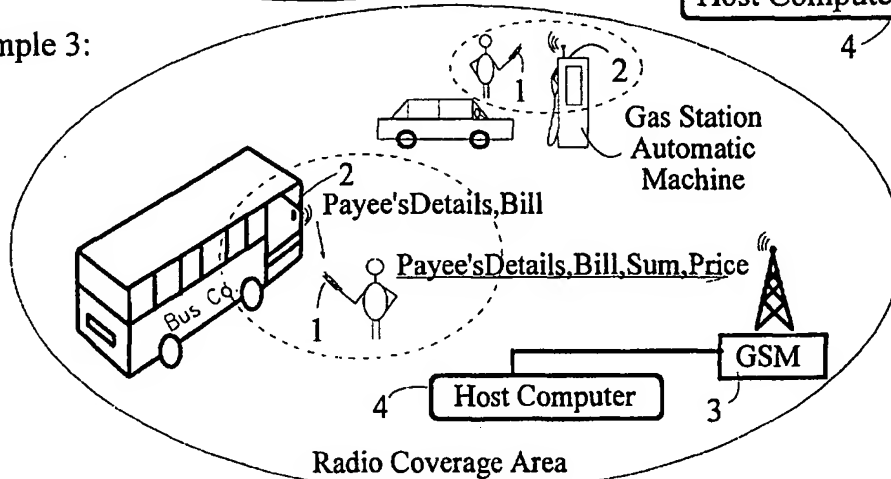 Host Compute
4
mple 3:
1
2
Gas Station
Automatic
Machine
2
Payee'sDetails,Bill
Payee'sDetails,Bill,Sum,Price
Bus Co
1
GSM
3
4
Host Computer
Radio Coverage Area